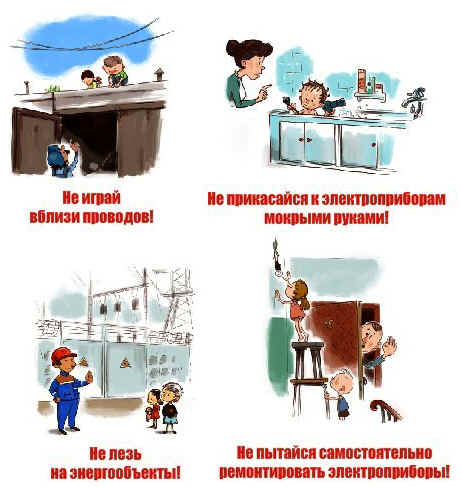 Не играй
вблизи проводов!
Не прикасайся к электроприборам
мокрыми руками!
Не лезь
на энергообъекты!
Не пытайся самостоятельно
ремонтировать электроприборы!